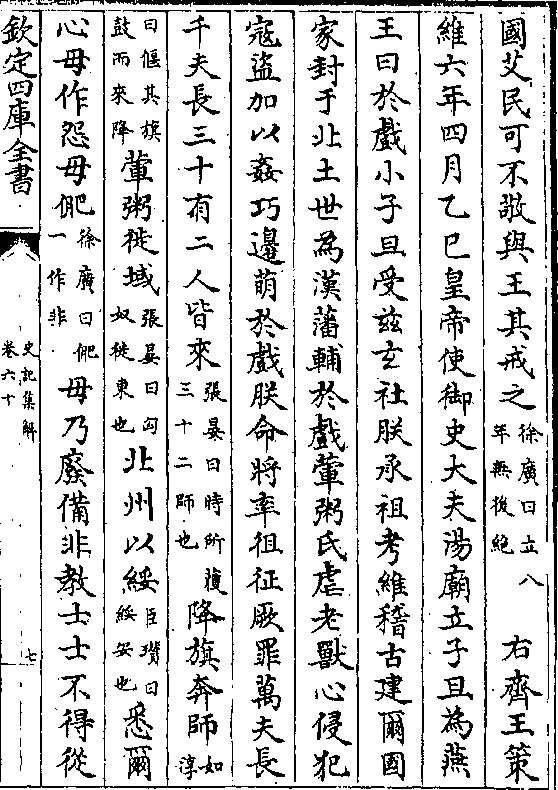 國艾民可不敬與王其戒之徐廣曰立八年無後絶右齊王策
維六年四月乙巳皇帝使御史大夫湯廟立子旦為燕
王曰於戲小子旦受兹玄社朕承祖考維稽古建爾國
家封于北土世為漢藩輔於戲葷粥氏虐老獸心侵犯
寇盜加以姦巧邊萌於戲朕命將率徂征厥罪萬夫長
千夫長三十有二人皆來張晏曰時所獲三十二師也降旗奔師如淳
曰偃其旗鼓而來降葷粥徙域張晏曰匈奴徙東也北州以綏臣瓚曰綏安也悉爾
心毋作怨毋俷徐廣曰俷一作非毋乃廢備非教士士不得從
欽定四庫全書
史記集解
卷六十
七